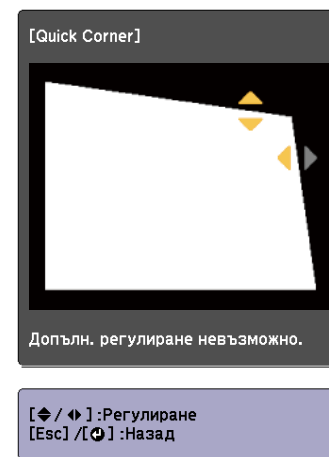 [Quick Corner]
Допълн. регулиране невъзможно.
[◆/◆] :Регулиране
[Esc] /[↵] :Назад